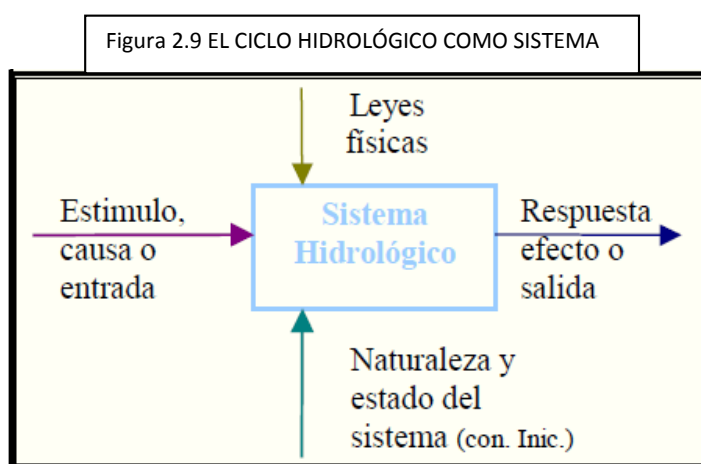 Figura 2.9 EL CICLO HIDROLÓGICO COMO SISTEMA
Leyes
físicas
Estimulo,
causa o
entrada
Sistema
Hidrológico
Respuesta
efecto o
salida
Naturaleza y
estado del
sistema (con. Inic.)